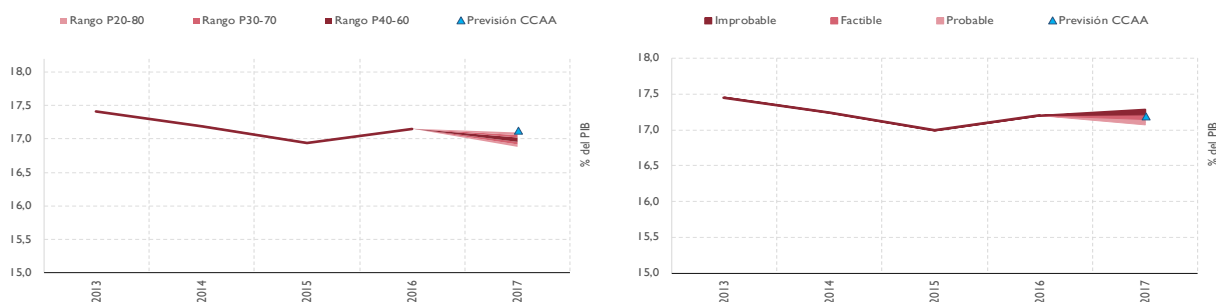 Rango P20-80 Rango P30-70 Rango P40-60 Previsión CCAA
18,0
17,5
17,0
16,5
16,0
15,5
15,0
2013 2014 2015 2016 2017
% del PIB
Improbable Factible Probable Previsión CCAA
18,0
17,5
17,0
16,5
16,0
15,5
15,0
2013 2014 2015 2016 2017
% del PIB